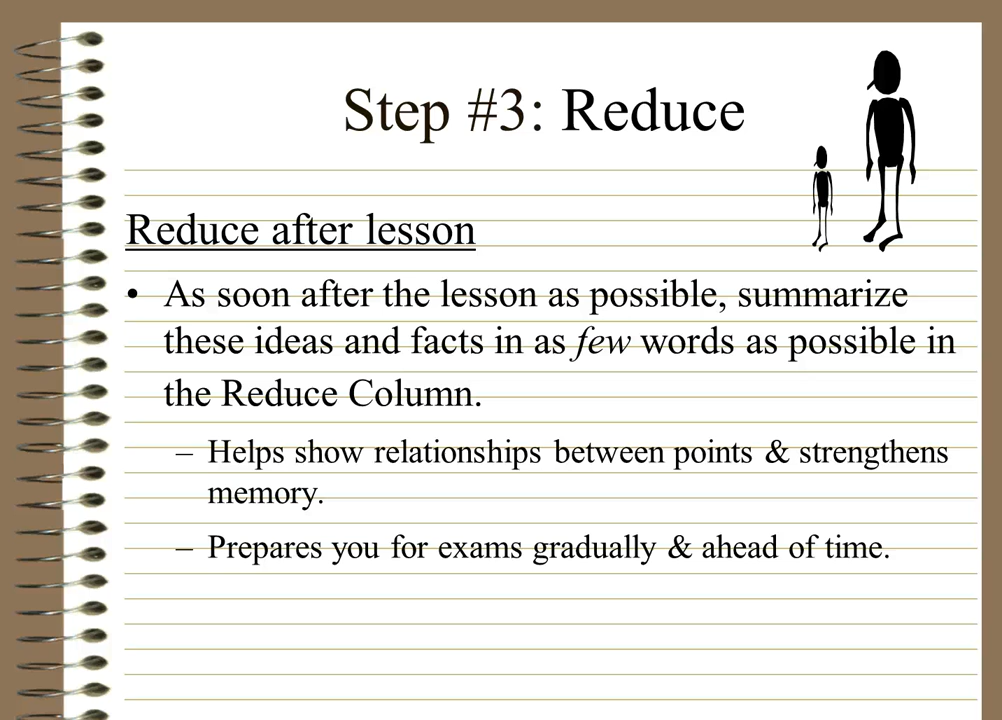 Step #3: Reduce
Reduce after lesson
• As soon after the lesson as possible, summarize
these ideas and facts in as few words as possible in
the Reduce Column.
– Helps show relationships between points & strengthens
memory.
– Prepares you for exams gradually & ahead of time.